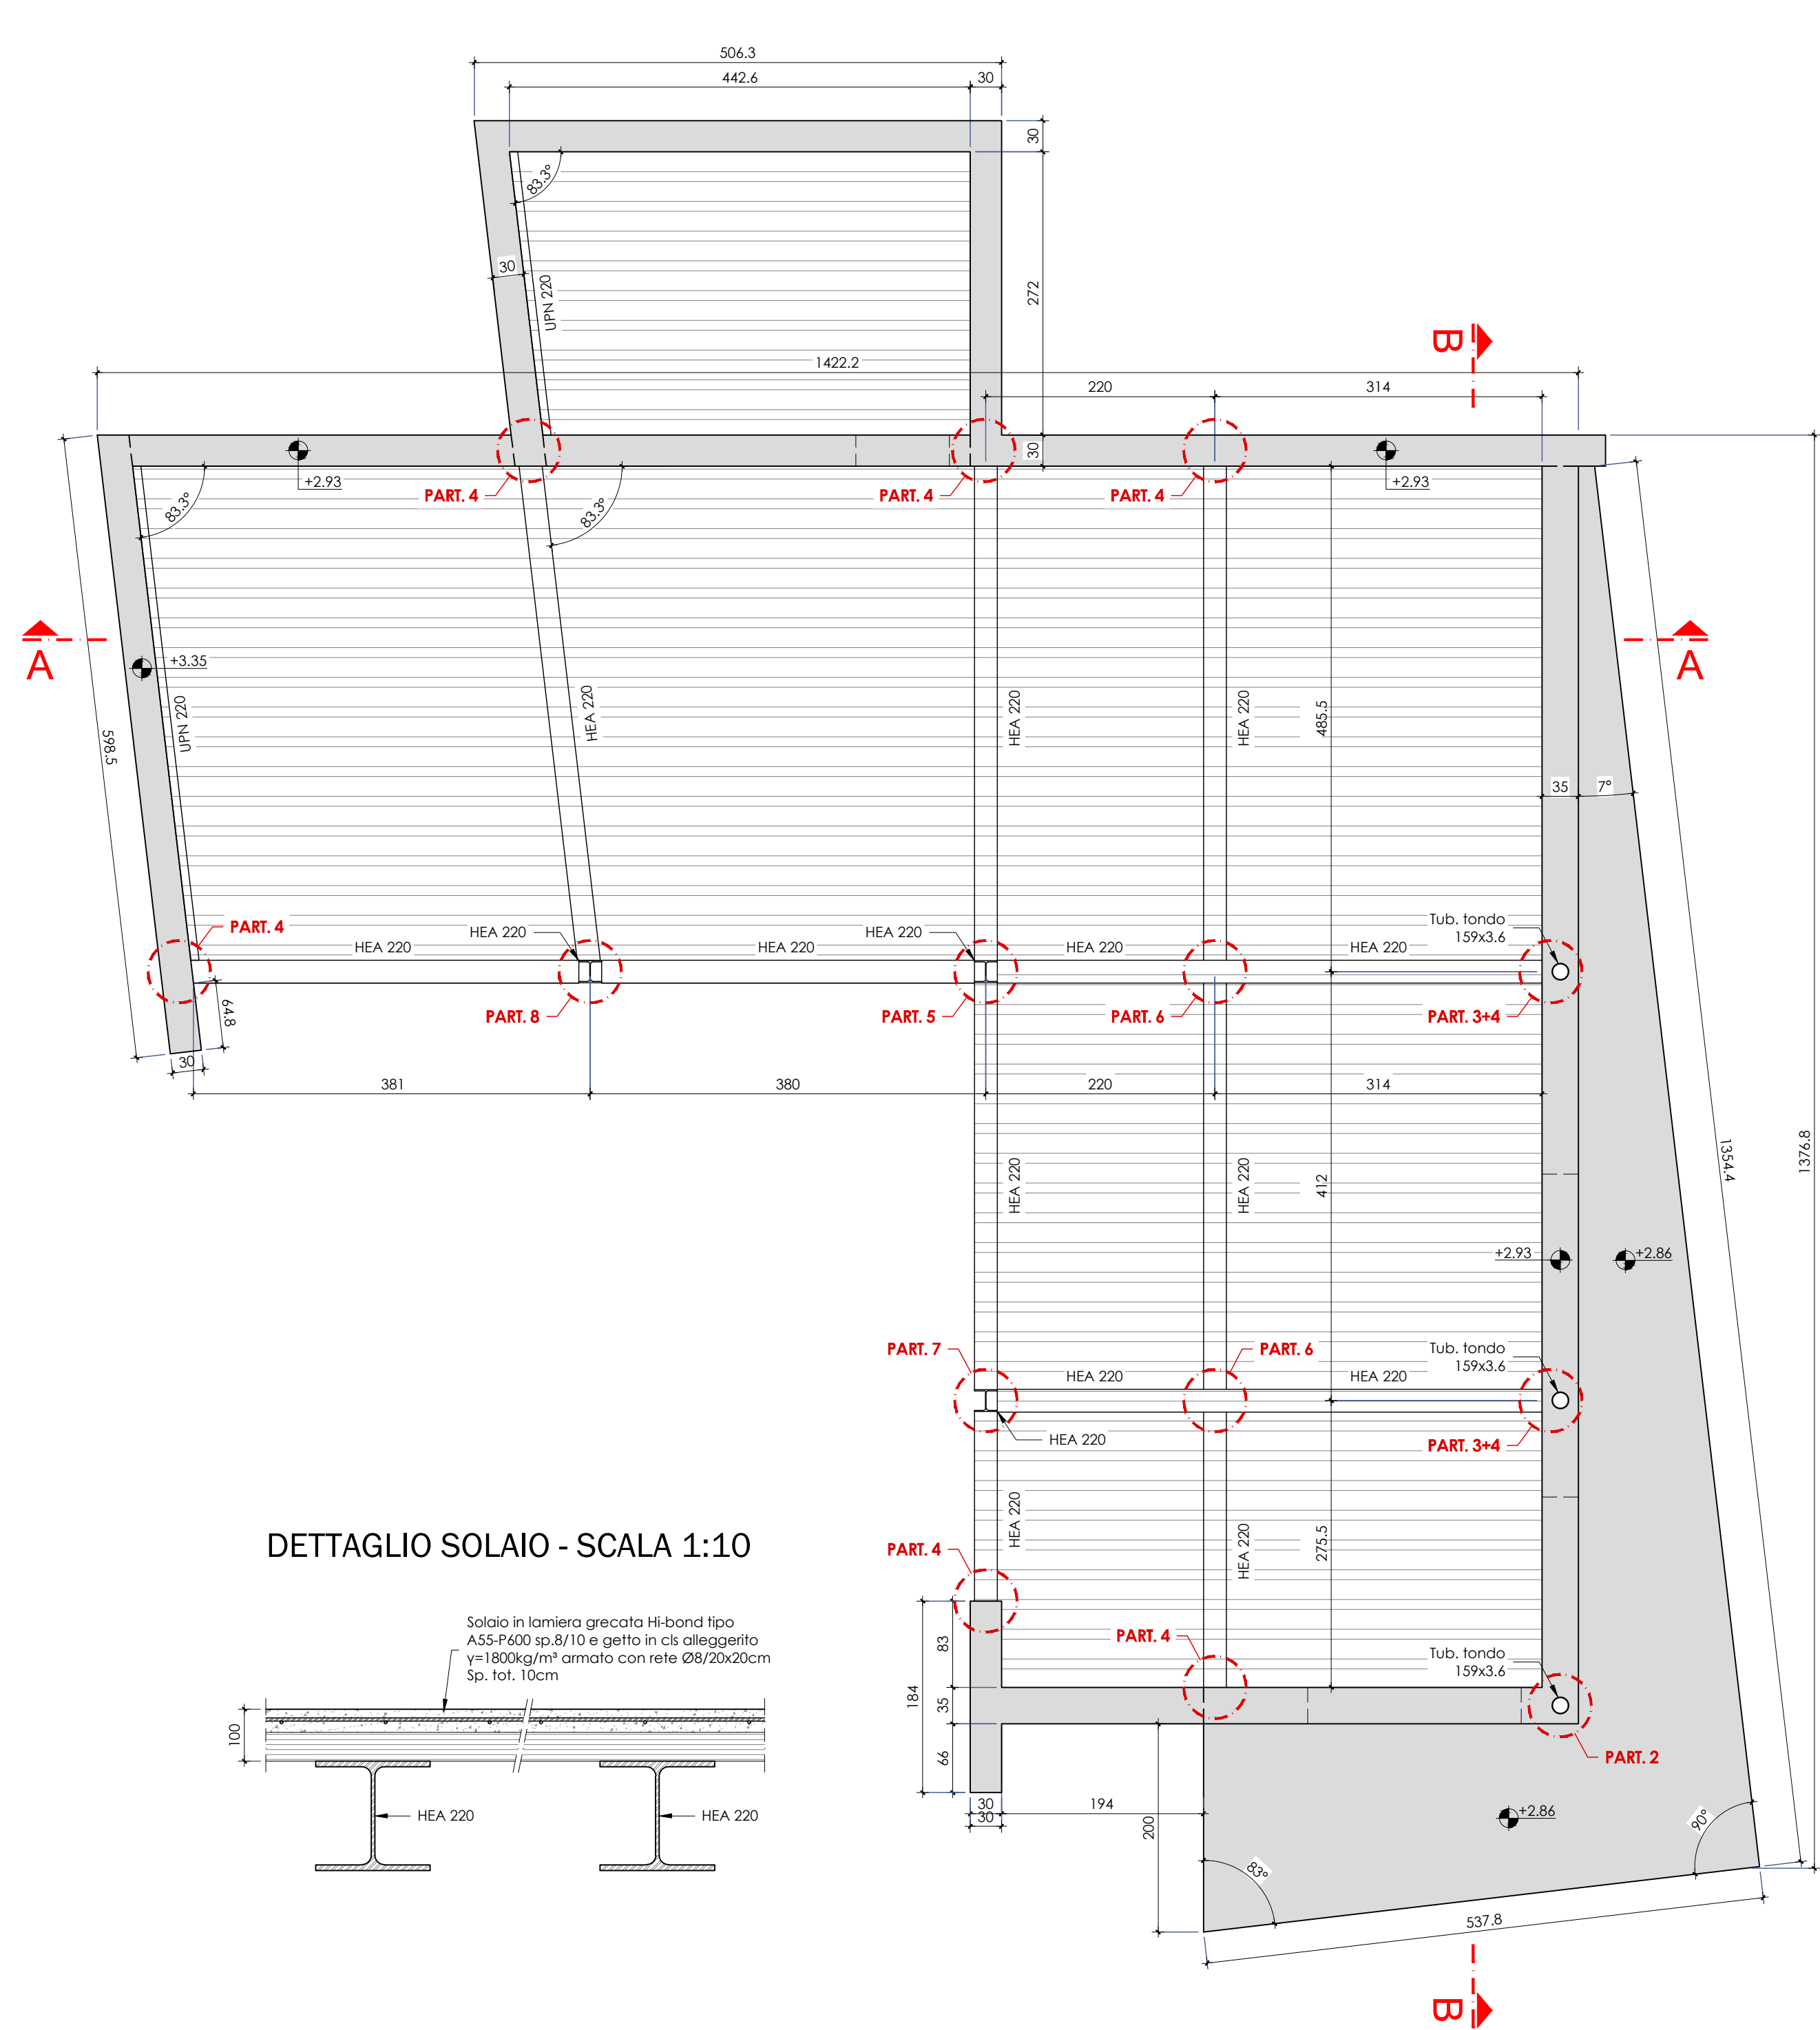 506.3
442.6
30
30
83.3°
30
UPN 220
272
B
1422.2
220
314
30
+2.93
+2.93
PART. 4
PART. 4
PART. 4
83.3°
83.3°
A
+3.35
A
UPN 220
HEA 220
HEA 220
HEA 220
485.5
598.5
35
7°
PART. 4
HEA 220
HEA 220
HEA 220
HEA 220
HEA 220
HEA 220
Tub. tondo
159x3.6
64.8
PART. 8
PART. 5
PART. 6
PART. 3+4
30
381
380
220
314
1354.4
1376.8
HEA 220
HEA 220
412
+2.93
+2.86
PART. 7
PART. 6
Tub. tondo
159x3.6
HEA 220
HEA 220
HEA 220
PART. 3+4
HEA 220
HEA 220
275.5
DETTAGLIO SOLAIO - SCALA 1:10
PART. 4
Solaio in lamiera grecata Hi-bond tipo
A55-P600 sp.8/10 e getto in cls alleggerito
γ=1800kg/m³ armato con rete Ø8/20x20cm
Sp. tot. 10cm
83
PART. 4
Tub. tondo
159x3.6
184
35
100
66
PART. 2
HEA 220
HEA 220
30
30
194
200
+2.86
90°
83°
537.8
B